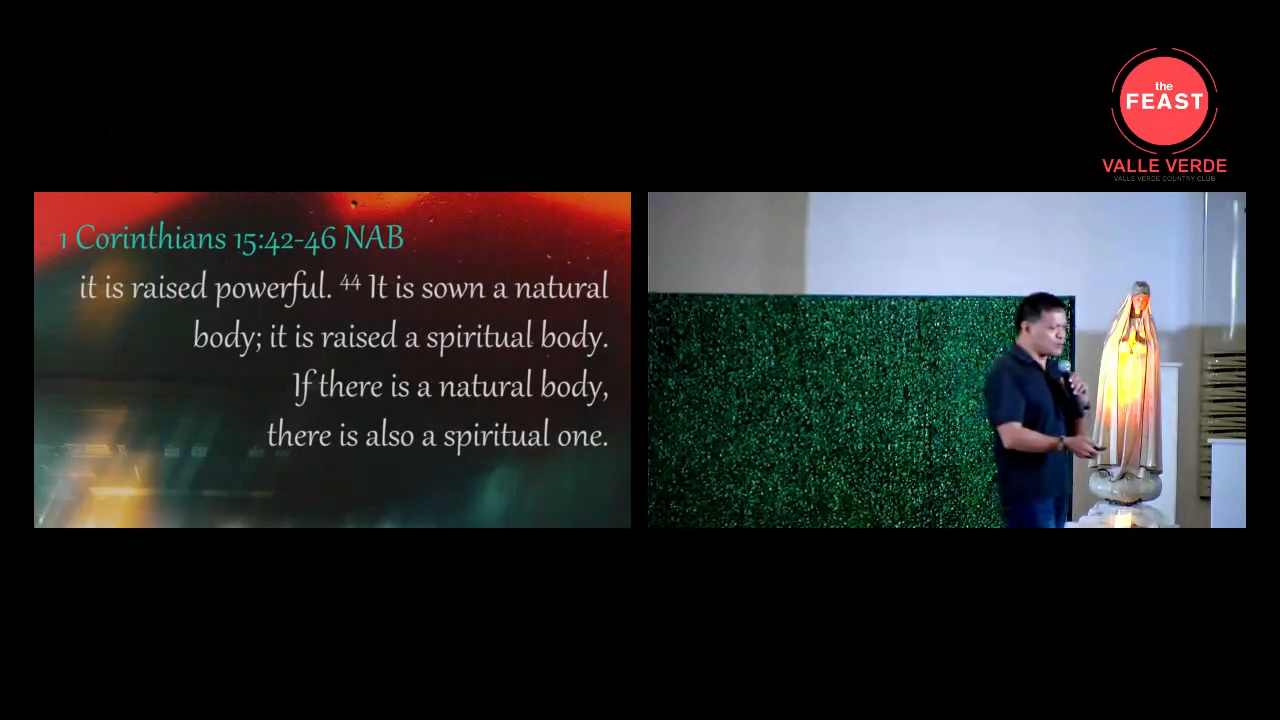 the
FEAST
VALLE VERDE
VALLE VERDE COUNTRY CLUB
1 Corinthians 15:42-46 NAB
it is raised powerful. 44 It is sown a natural
body; it is raised a spiritual body.
If there is a natural body,
there is also a spiritual one.